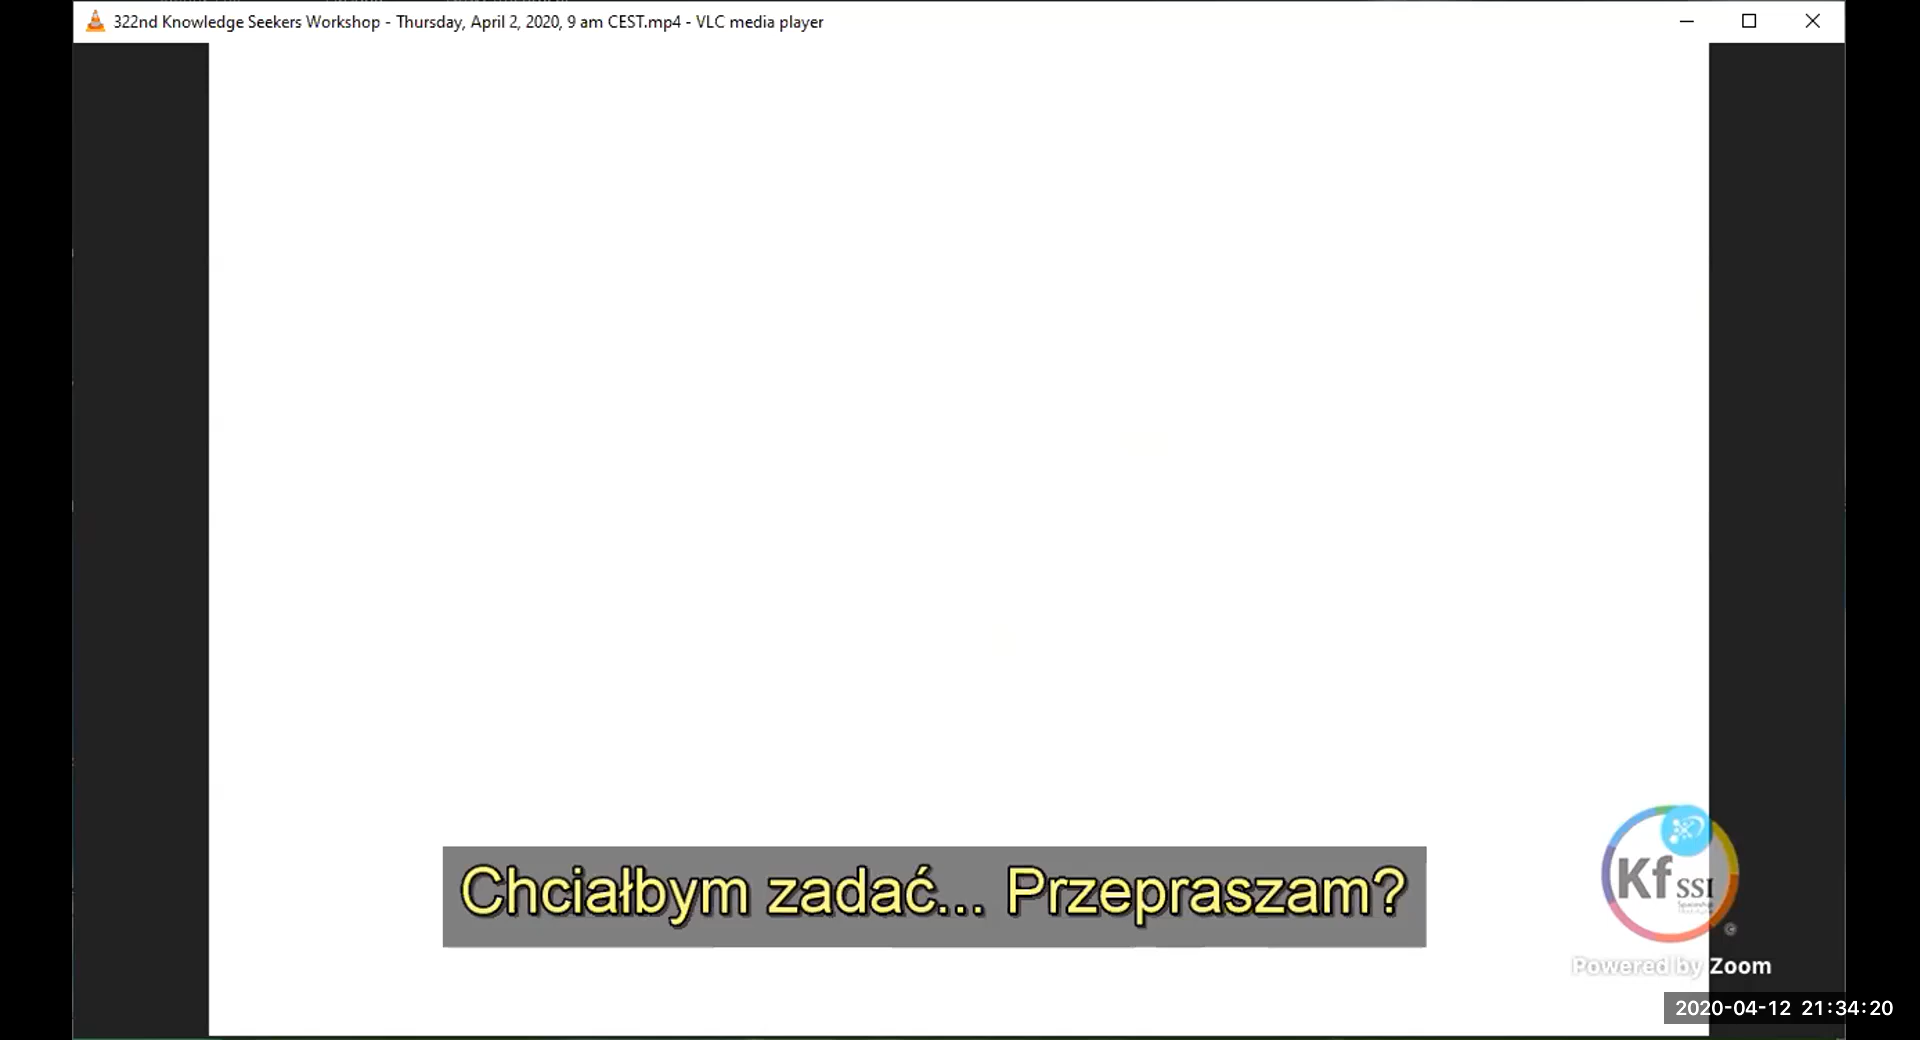 322nd Knowledge Seekers Workshop - Thursday, April 2, 2020, 9 am CEST.mp4 - VLC media player
Chciałbym zadać... Przepraszam?
Kf SSI
©
Powered by Zoom
2020-04-12 21:34:20